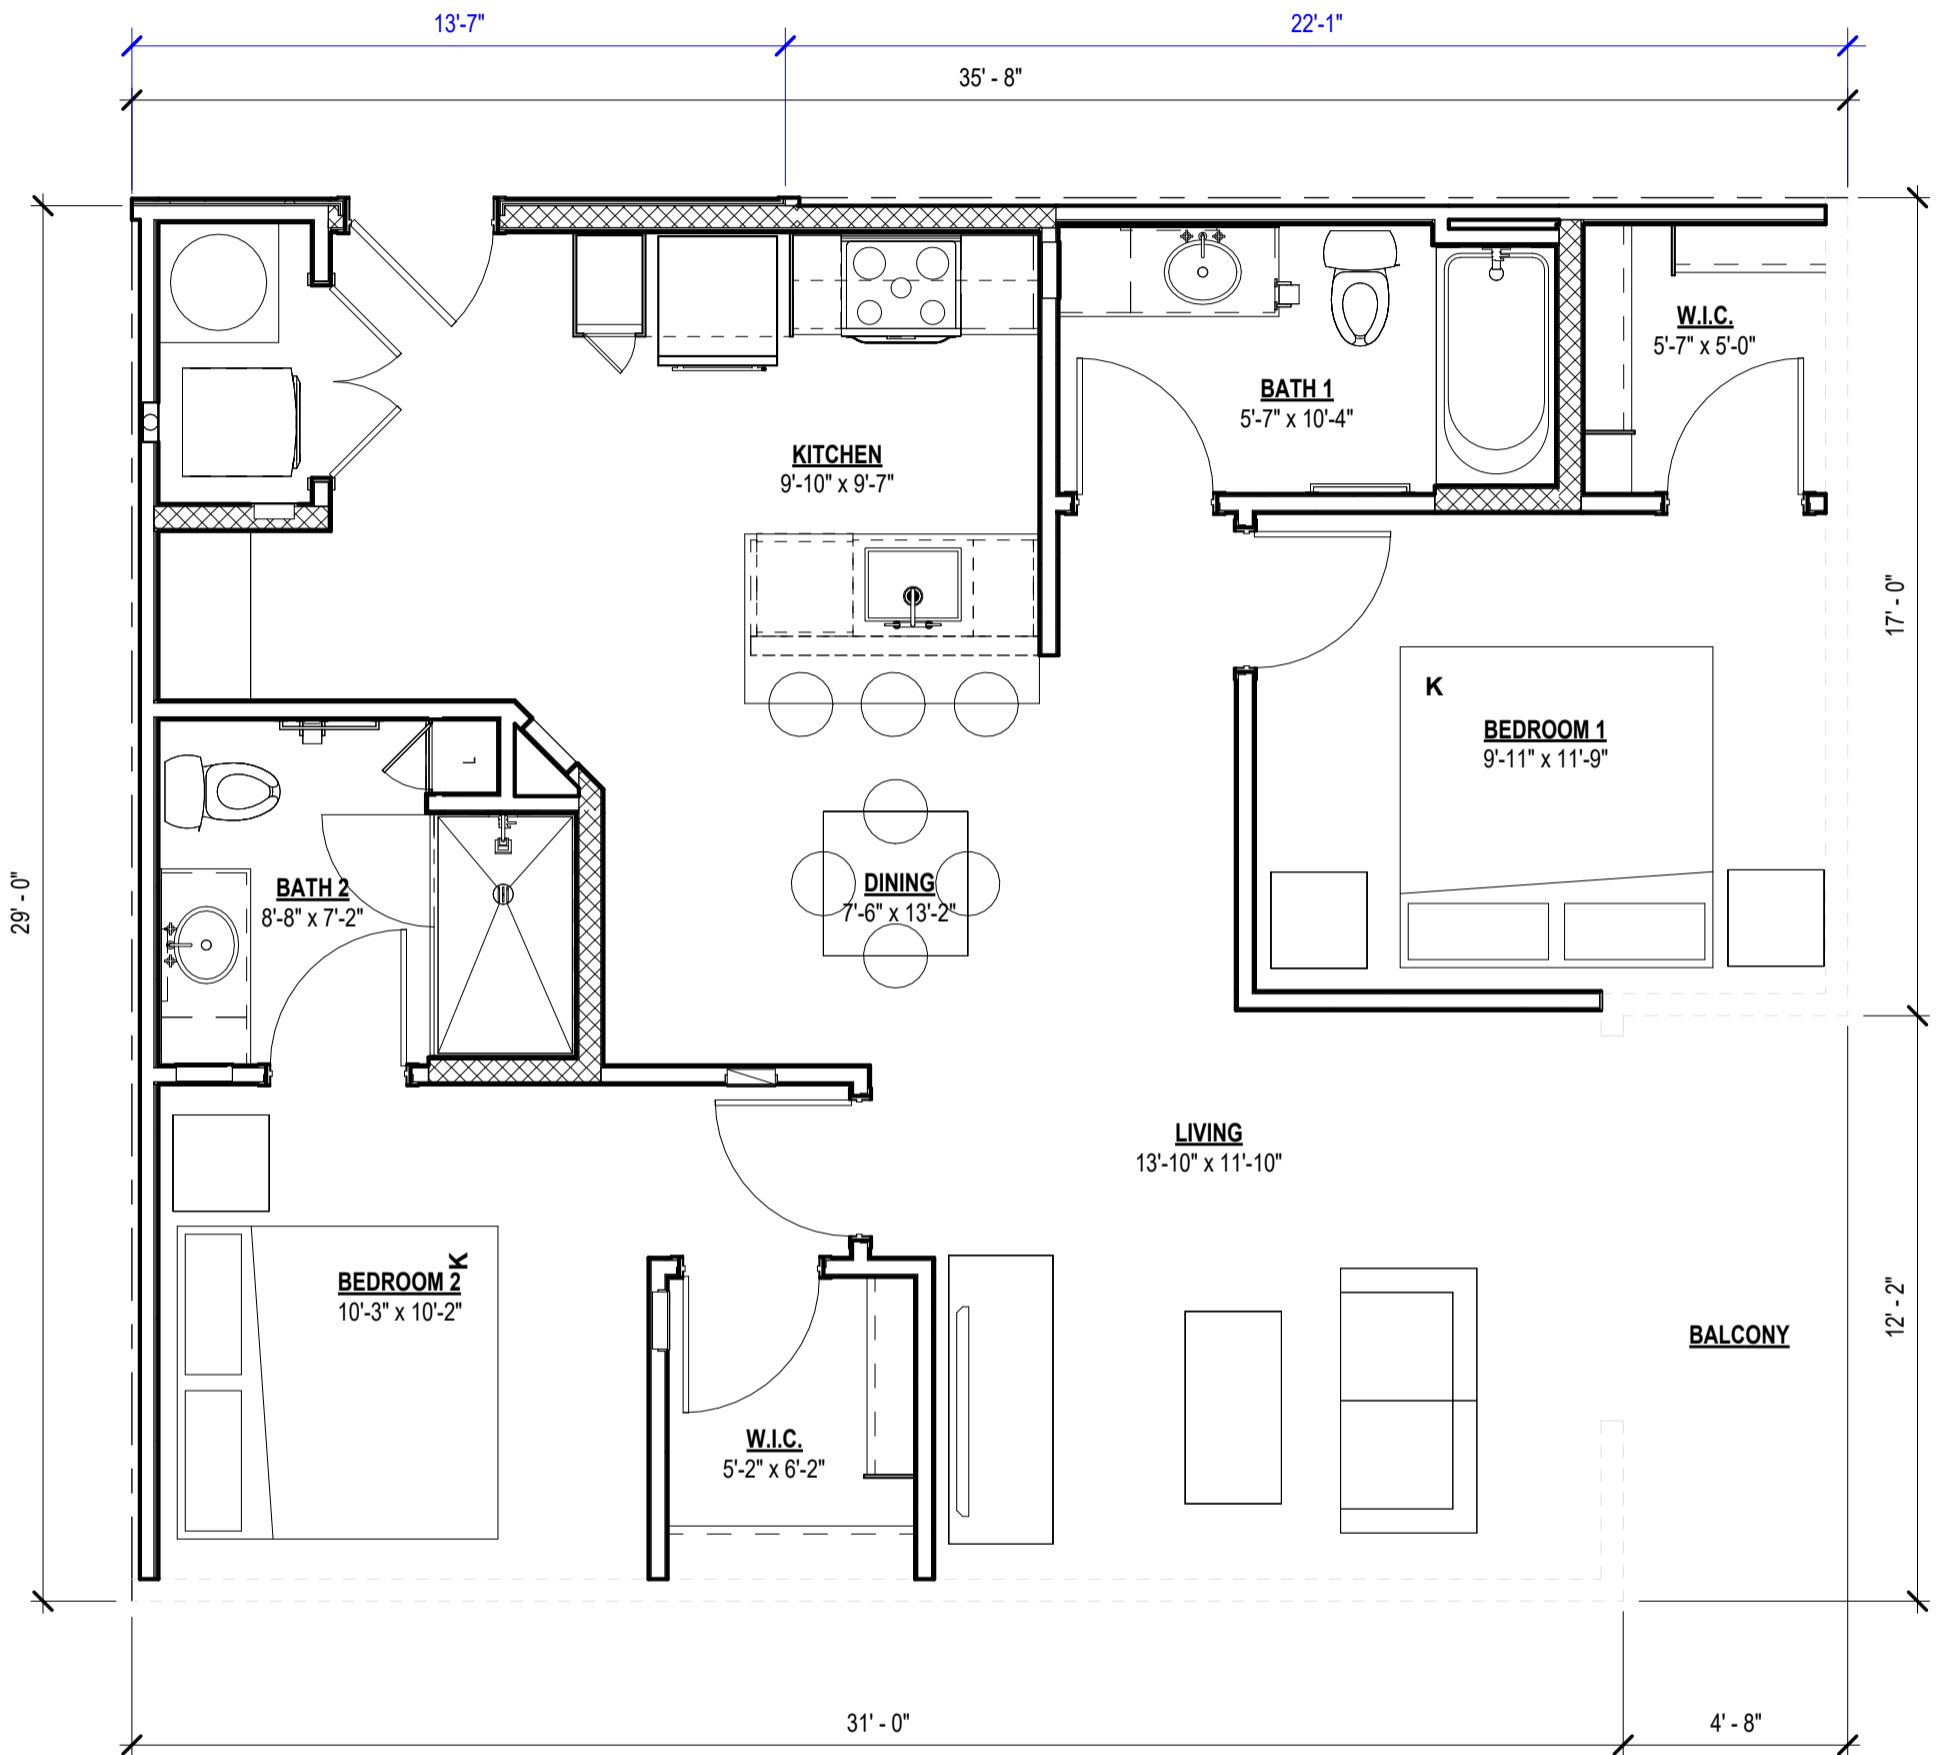 13'-7"
22'-1"
35' - 8"
W.I.C.
5'-7" x 5'-0"
BATH 1
5'-7" x 10'-4"
KITCHEN
9'-10" x 9'-7"
17' - 0"
K
BEDROOM 1
9'-11" x 11'-9"
L
29' - 0"
BATH 2
8'-8" x 7'-2"
DINING
7'-6" x 13'-2"
LIVING
13'-10" x 11'-10"
K
BEDROOM 2
10'-3" x 10'-2"
12' - 2"
BALCONY
W.I.C.
5'-2" x 6'-2"
31' - 0"
4' - 8"